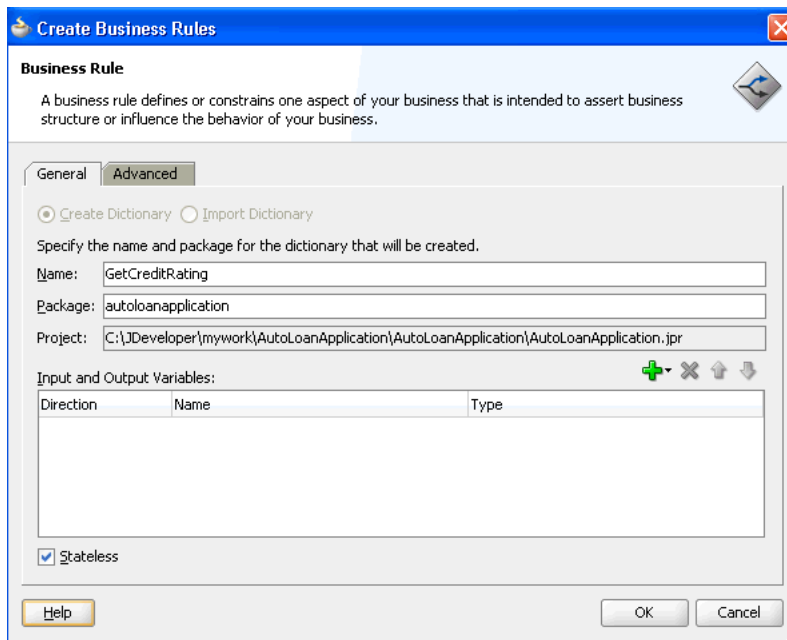 Create Business Rules
Business Rule
A business rule defines or constrains one aspect of your business that is intended to assert business
structure or influence the behavior of your business.
General Advanced
Create Dictionary Import Dictionary
Specify the name and package for the dictionary that will be created.
Name: GetCreditRating
Package: autoloanapplication
Project: C:\JDeveloper\mywork\AutoLoanApplication\AutoLoanApplication\AutoLoanApplication.jpr
Input and Output Variables:
Direction Name Type
Stateless
Help OK Cancel